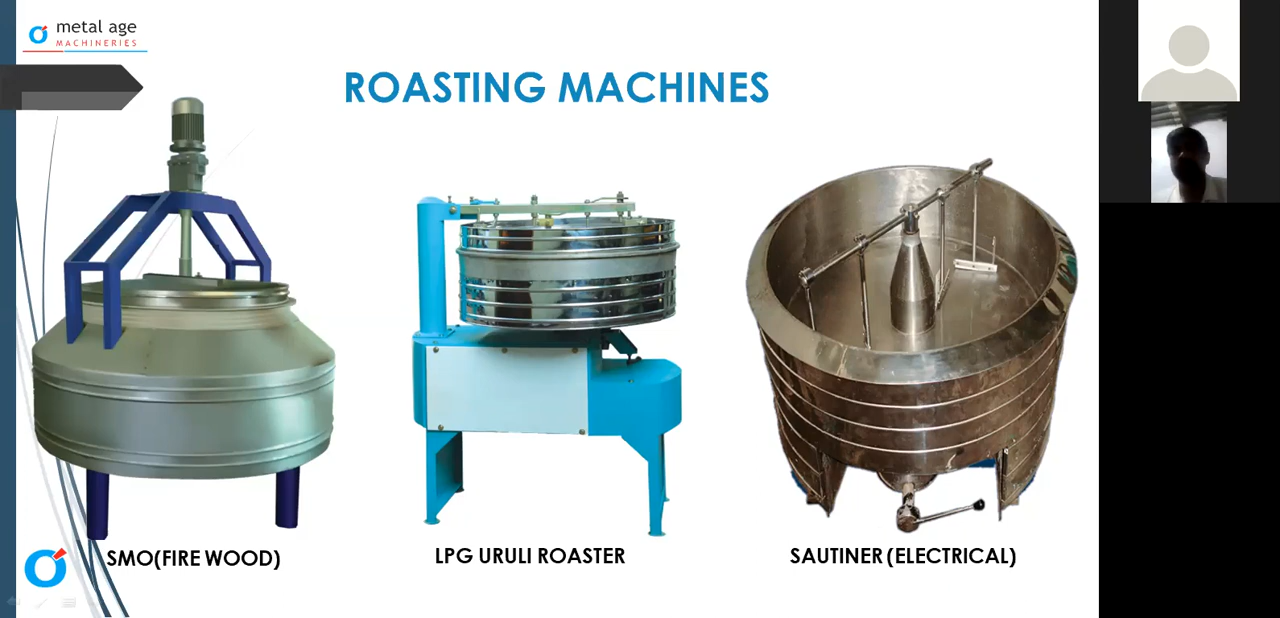 metal age
MACHINERIES
ROASTING MACHINES
SMO(FIRE WOOD)
LPG URULI ROASTER
SAUTINER (ELECTRICAL)